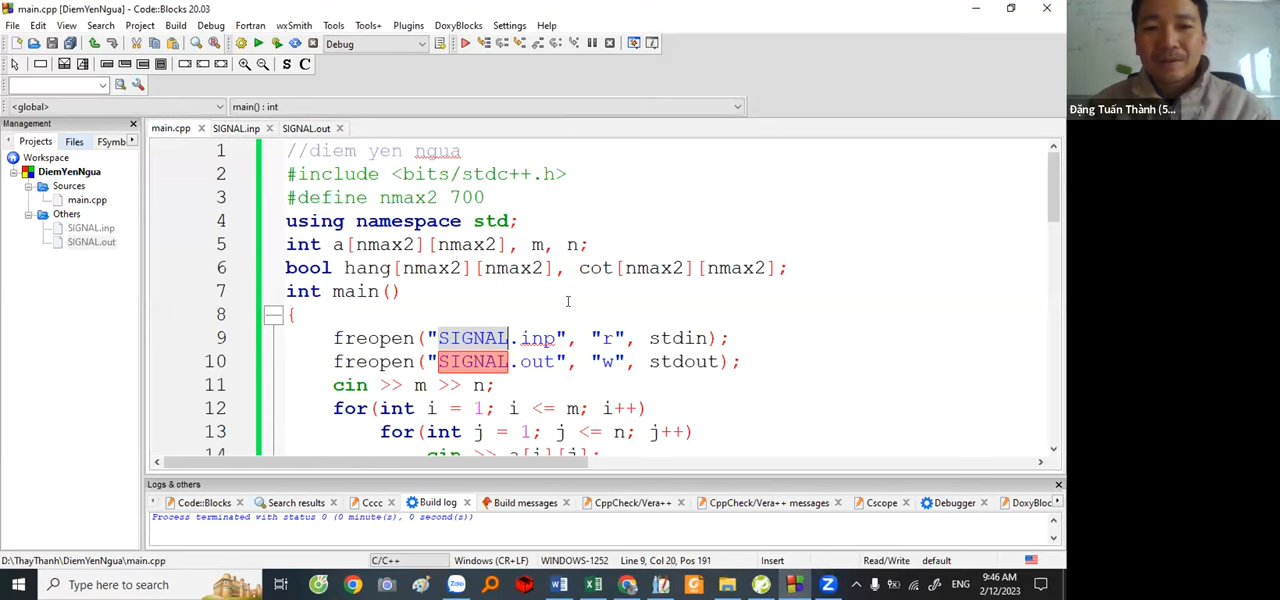 main.cpp [DiemYenNgua] - Code::Blocks 20.03
File Edit View Search Project Build Debug Fortran wxSmith Tools Tools+ Plugins DoxyBlocks Settings Help
Debug
S C
<global> main() : int
Management
Projects Files FSymb
Workspace
DiemYenNgua
Sources
main.cpp
Others
SIGNAL.inp
SIGNAL.out
main.cpp SIGNAL.inp SIGNAL.out
1 //diem yen ngua
2 #include <bits/stdc++.h>
3 #define nmax2 700
4 using namespace std;
5 int a[nmax2][nmax2], m, n;
6 bool hang[nmax2][nmax2], cot[nmax2][nmax2];
7 int main()
8 {
9 freopen("SIGNAL.inp", "r", stdin);
10 freopen("SIGNAL.out", "w", stdout);
11 cin >> m >> n;
12 for(int i = 1; i <= m; i++)
13 for(int j = 1; j <= n; j++)
14 cin >> a[i][j];
Logs & others
Code::Blocks Search results Cccc Build log Build messages CppCheck/Vera++ CppCheck/Vera++ messages Cscope Debugger DoxyBloc
Process terminated with status 0 (0 minute(s), 0 second(s))
D:\ThayThanh\DiemYenNgua\main.cpp C/C++ Windows (CR+LF) WINDOWS-1252 Line 9, Col 20, Pos 191 Insert Read/Write default
Type here to search
ENG
9:46 AM
2/12/2023
Đặng Tuấn Thành (5...